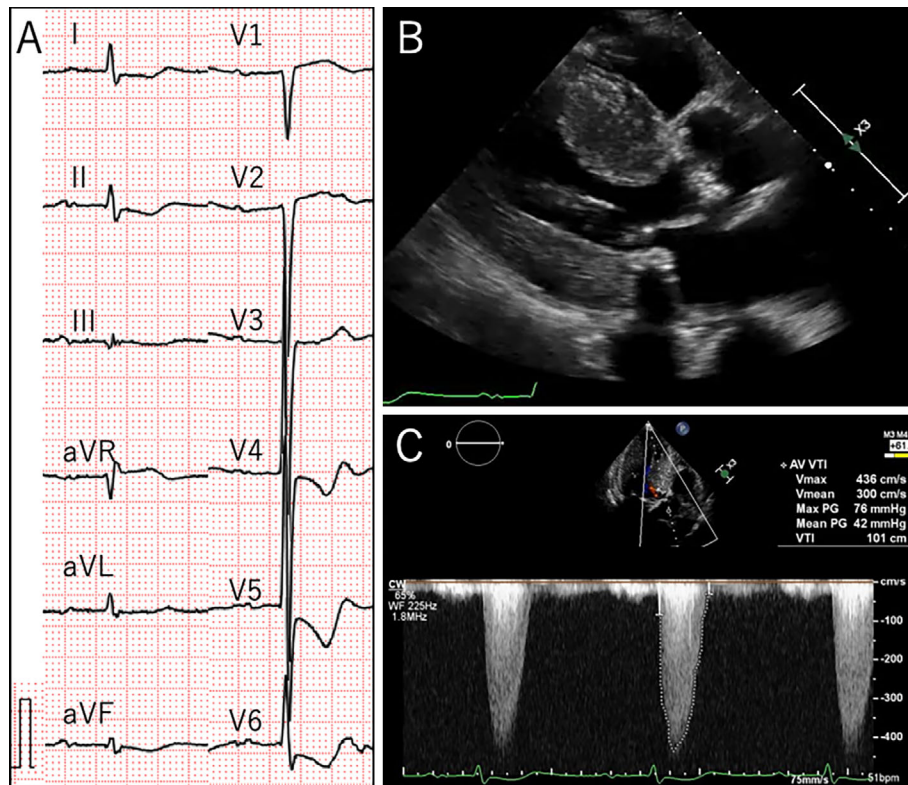 A
I
V1
II
V2
III
V3
aVR
V4
aVL
V5
aVF
V6
B
X3
C
0
P
X3
M3 M4
+61
AV VTI
Vmax 436 cm/s
Vmean 300 cm/s
Max PG 76 mmHg
Mean PG 42 mmHg
VTI 101 cm
CW
65%
WF 225Hz
1.8MHz
cm/s
-100
-200
-300
-400
75mm/s
51bpm